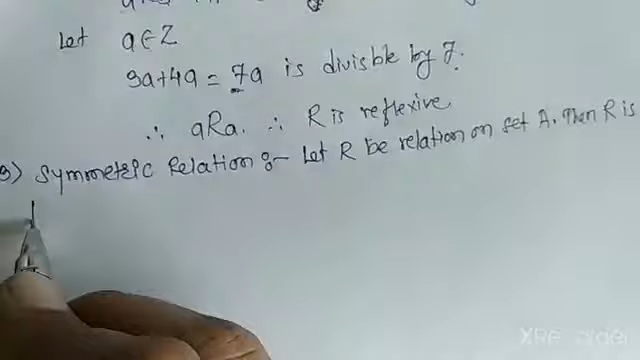 Let a∈Z
3a+4a = 7a is divisble by 7.
∴ aRa. ∴ R is reflexive.
3) Symmetric Relation :- Let R be relation on set A. Then R is
XRecorder